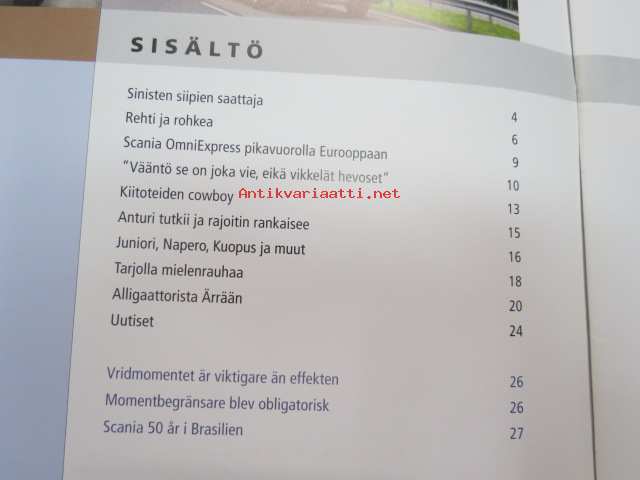 SISÄLTÖ
Sinisten siipien saattaja 4
Rehti ja rohkea 6
Scania OmniExpress pikavuorolla Eurooppaan 9
"Vääntö se on joka vie, eikä vikkelät hevoset" 10
Kiitoteiden cowboy 13
Antikvariaatti.net
Anturi tutkii ja rajoitin rankaisee 15
Juniori, Napero, Kuopus ja muut 16
Tarjolla mielenrauhaa 18
Alligaattorista Ärrään 20
Uutiset 24
Vridmomentet är viktigare än effekten 26
Momentbegränsare blev obligatorisk 26
Scania 50 år i Brasilien 27